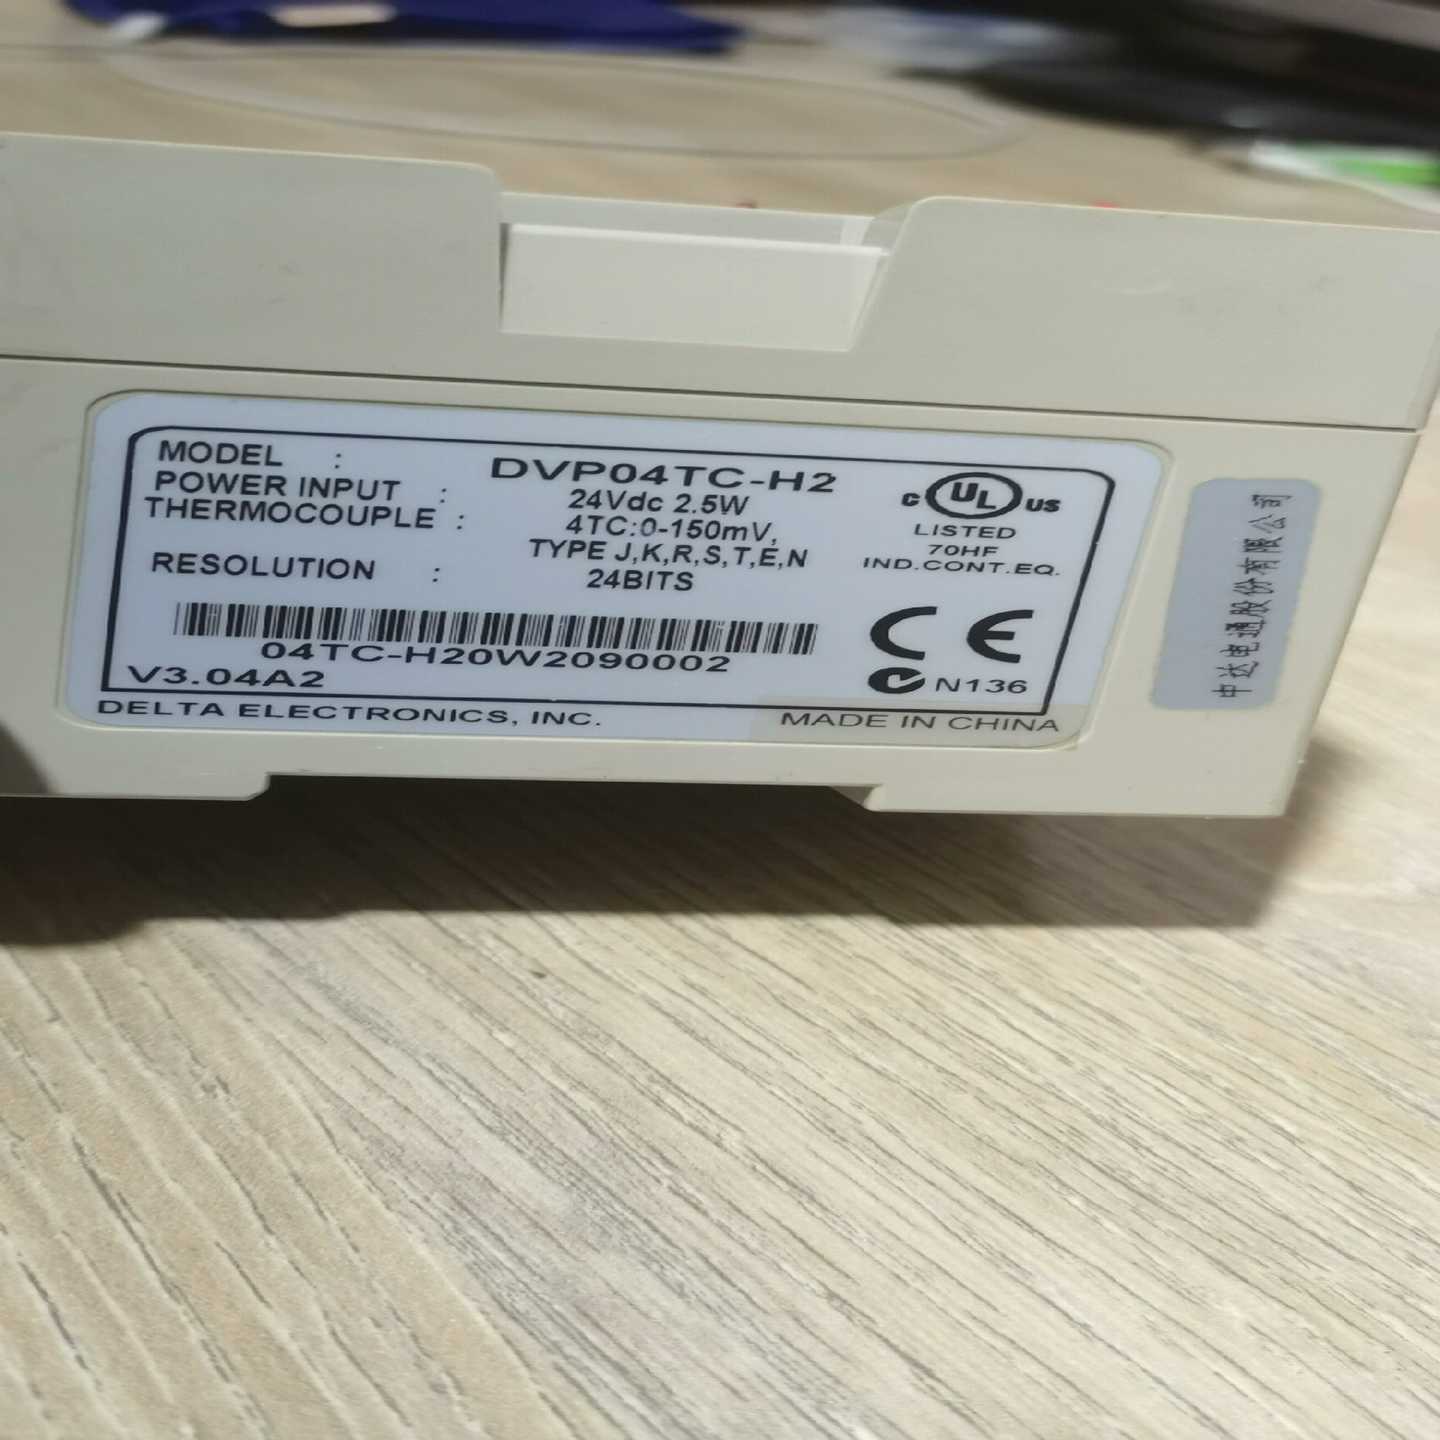 MODEL : DVP04TC-H2
POWER INPUT : 24Vdc 2.5W
THERMOCOUPLE : 4TC:0-150mV,
TYPE J,K,R,S,T,E,N
RESOLUTION : 24BITS
c UL US
LISTED
70HF
IND.CONT.EQ.
04TC-H20W2090002
V3.04A2
CE
N136
DELTA ELECTRONICS, INC.
MADE IN CHINA
中达电通股份有限公司